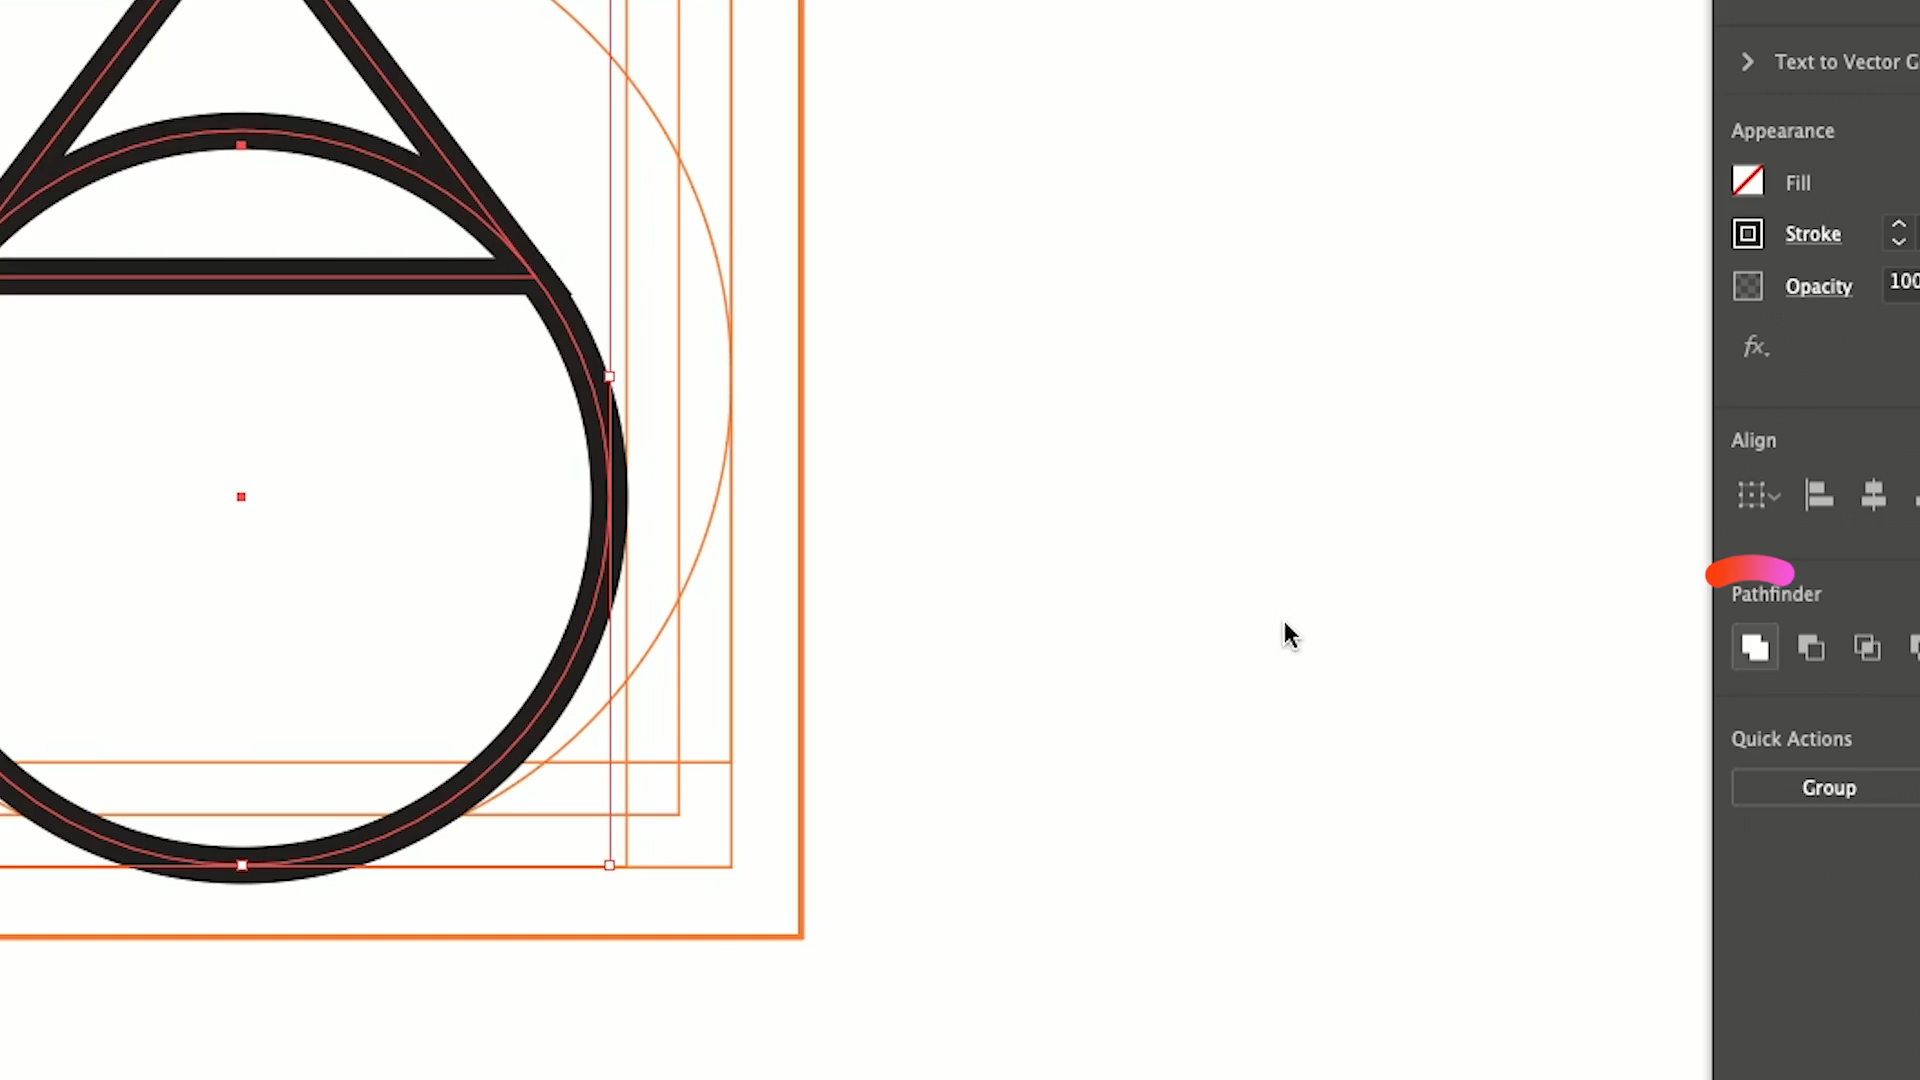 Text to Vector G
Appearance
Fill
Stroke
Opacity 100
fx
Align
Pathfinder
Quick Actions
Group